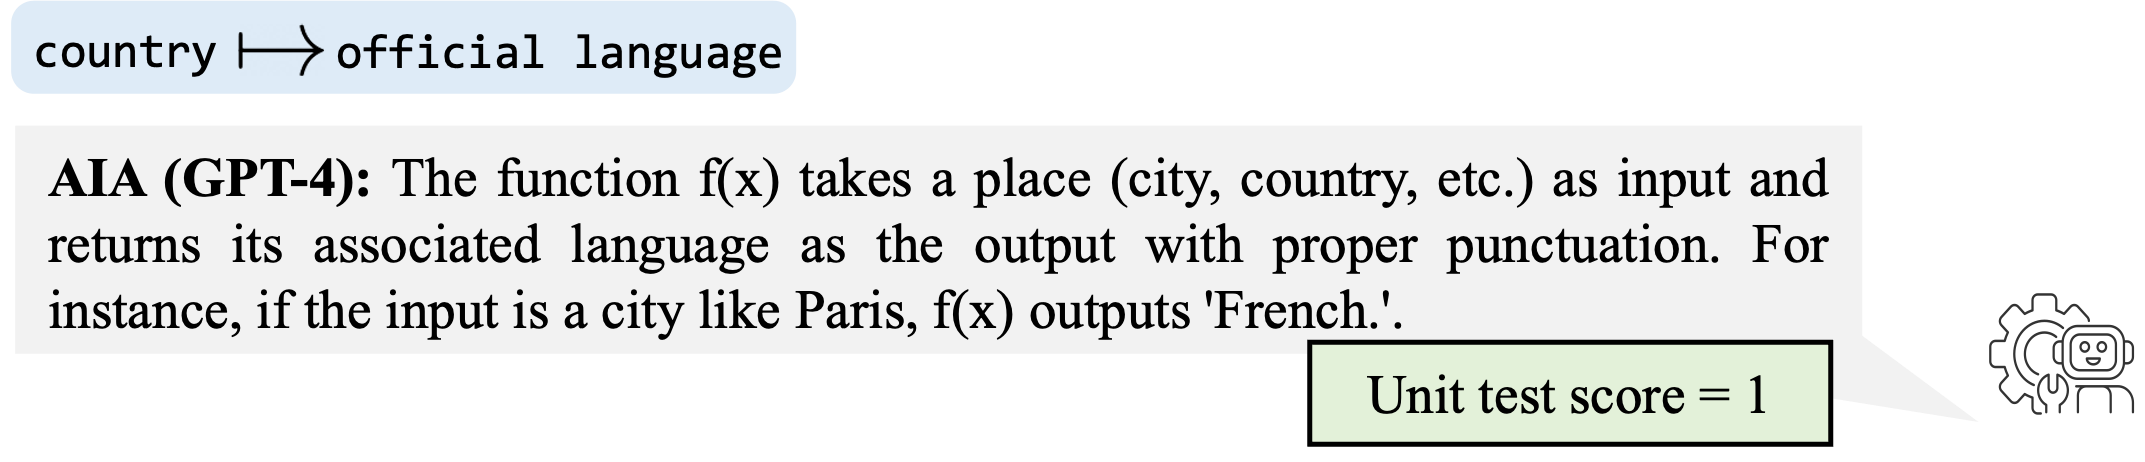 country ⟼ official language
AIA (GPT-4): The function f(x) takes a place (city, country, etc.) as input and
returns its associated language as the output with proper punctuation. For
instance, if the input is a city like Paris, f(x) outputs 'French.'.
Unit test score = 1